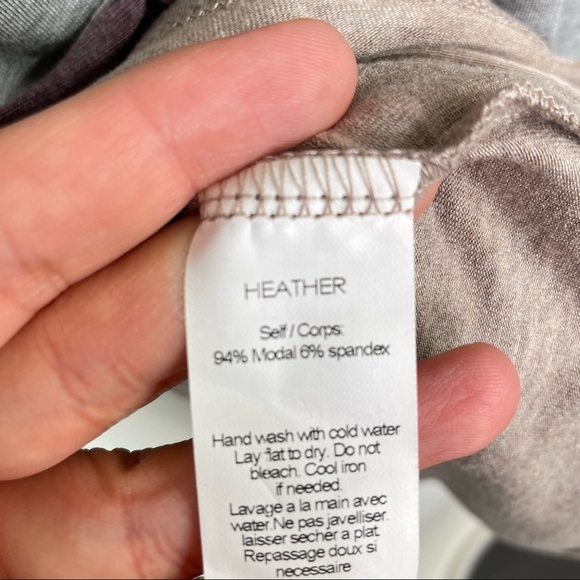 HEATHER
Self / Corps:
94% Modal 6% spandex
Hand wash with cold water
Lay flat to dry. Do not
bleach. Cool iron
if needed.
Lavage a la main avec
water.Ne pas javelliser.
laisser secher a plat.
Repassage doux si
necessaire